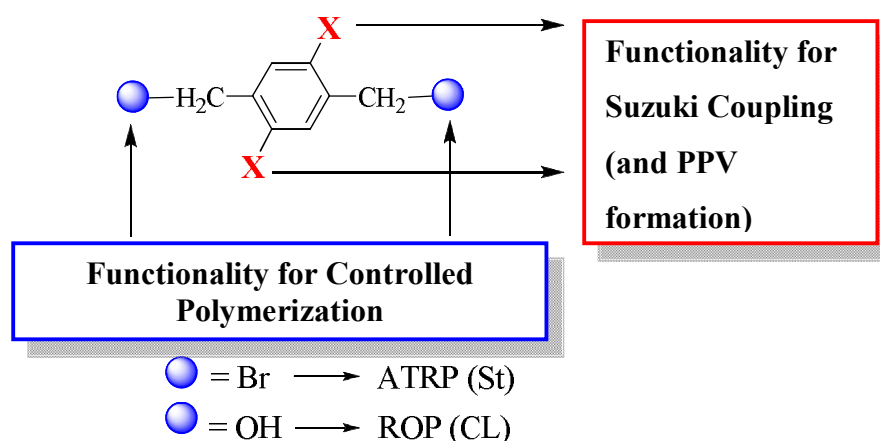 X
Functionality for
Suzuki Coupling
(and PPV
formation)
H₂C
CH₂
X
Functionality for Controlled
Polymerization
= Br → ATRP (St)
= OH → ROP (CL)